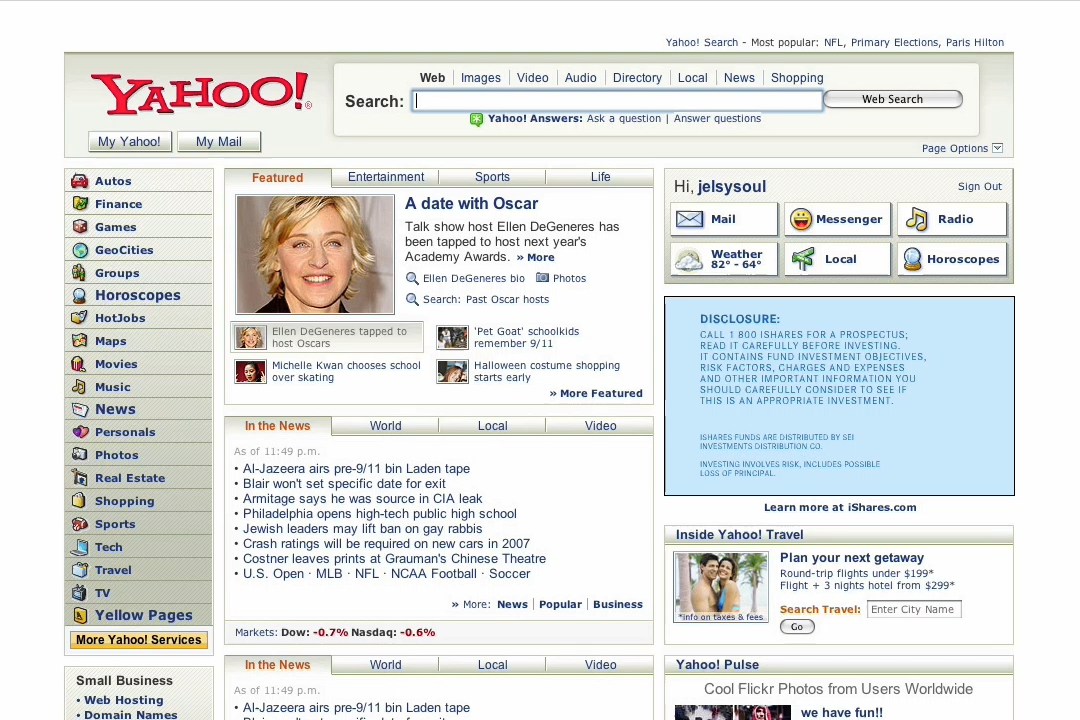 Yahoo! Search - Most popular: NFL, Primary Elections, Paris Hilton
YAHOO!®
Web Images Video Audio Directory Local News Shopping
Search:
Web Search
Yahoo! Answers: Ask a question | Answer questions
My Yahoo!
My Mail
Page Options
Autos
Finance
Games
GeoCities
Groups
Horoscopes
HotJobs
Maps
Movies
Music
News
Personals
Photos
Real Estate
Shopping
Sports
Tech
Travel
TV
Yellow Pages
More Yahoo! Services
Small Business
• Web Hosting
• Domain Names
Featured Entertainment Sports Life
A date with Oscar
Talk show host Ellen DeGeneres has
been tapped to host next year's
Academy Awards. » More
Ellen DeGeneres bio Photos
Search: Past Oscar hosts
Ellen DeGeneres tapped to
host Oscars
'Pet Goat' schoolkids
remember 9/11
Michelle Kwan chooses school
over skating
Halloween costume shopping
starts early
» More Featured
In the News World Local Video
As of 11:49 p.m.
• Al-Jazeera airs pre-9/11 bin Laden tape
• Blair won't set specific date for exit
• Armitage says he was source in CIA leak
• Philadelphia opens high-tech public high school
• Jewish leaders may lift ban on gay rabbis
• Crash ratings will be required on new cars in 2007
• Costner leaves prints at Grauman's Chinese Theatre
• U.S. Open · MLB · NFL · NCAA Football · Soccer
» More: News | Popular | Business
Markets: Dow: -0.7% Nasdaq: -0.6%
In the News World Local Video
As of 11:49 p.m.
• Al-Jazeera airs pre-9/11 bin Laden tape
Hi, jelsysoul
Sign Out
Mail
Messenger
Radio
Weather
82° - 64°
Local
Horoscopes
DISCLOSURE:
CALL 1 800 ISHARES FOR A PROSPECTUS;
READ IT CAREFULLY BEFORE INVESTING.
IT CONTAINS FUND INVESTMENT OBJECTIVES,
RISK FACTORS, CHARGES AND EXPENSES
AND OTHER IMPORTANT INFORMATION YOU
SHOULD CAREFULLY CONSIDER TO SEE IF
THIS IS AN APPROPRIATE INVESTMENT.
ISHARES FUNDS ARE DISTRIBUTED BY SEI
INVESTMENTS DISTRIBUTION CO.
INVESTING INVOLVES RISK, INCLUDES POSSIBLE
LOSS OF PRINCIPAL.
Learn more at iShares.com
Inside Yahoo! Travel
*info on taxes & fees
Plan your next getaway
Round-trip flights under $199*
Flight + 3 nights hotel from $299*
Search Travel: Enter City Name
Go
Yahoo! Pulse
Cool Flickr Photos from Users Worldwide
we have fun!!